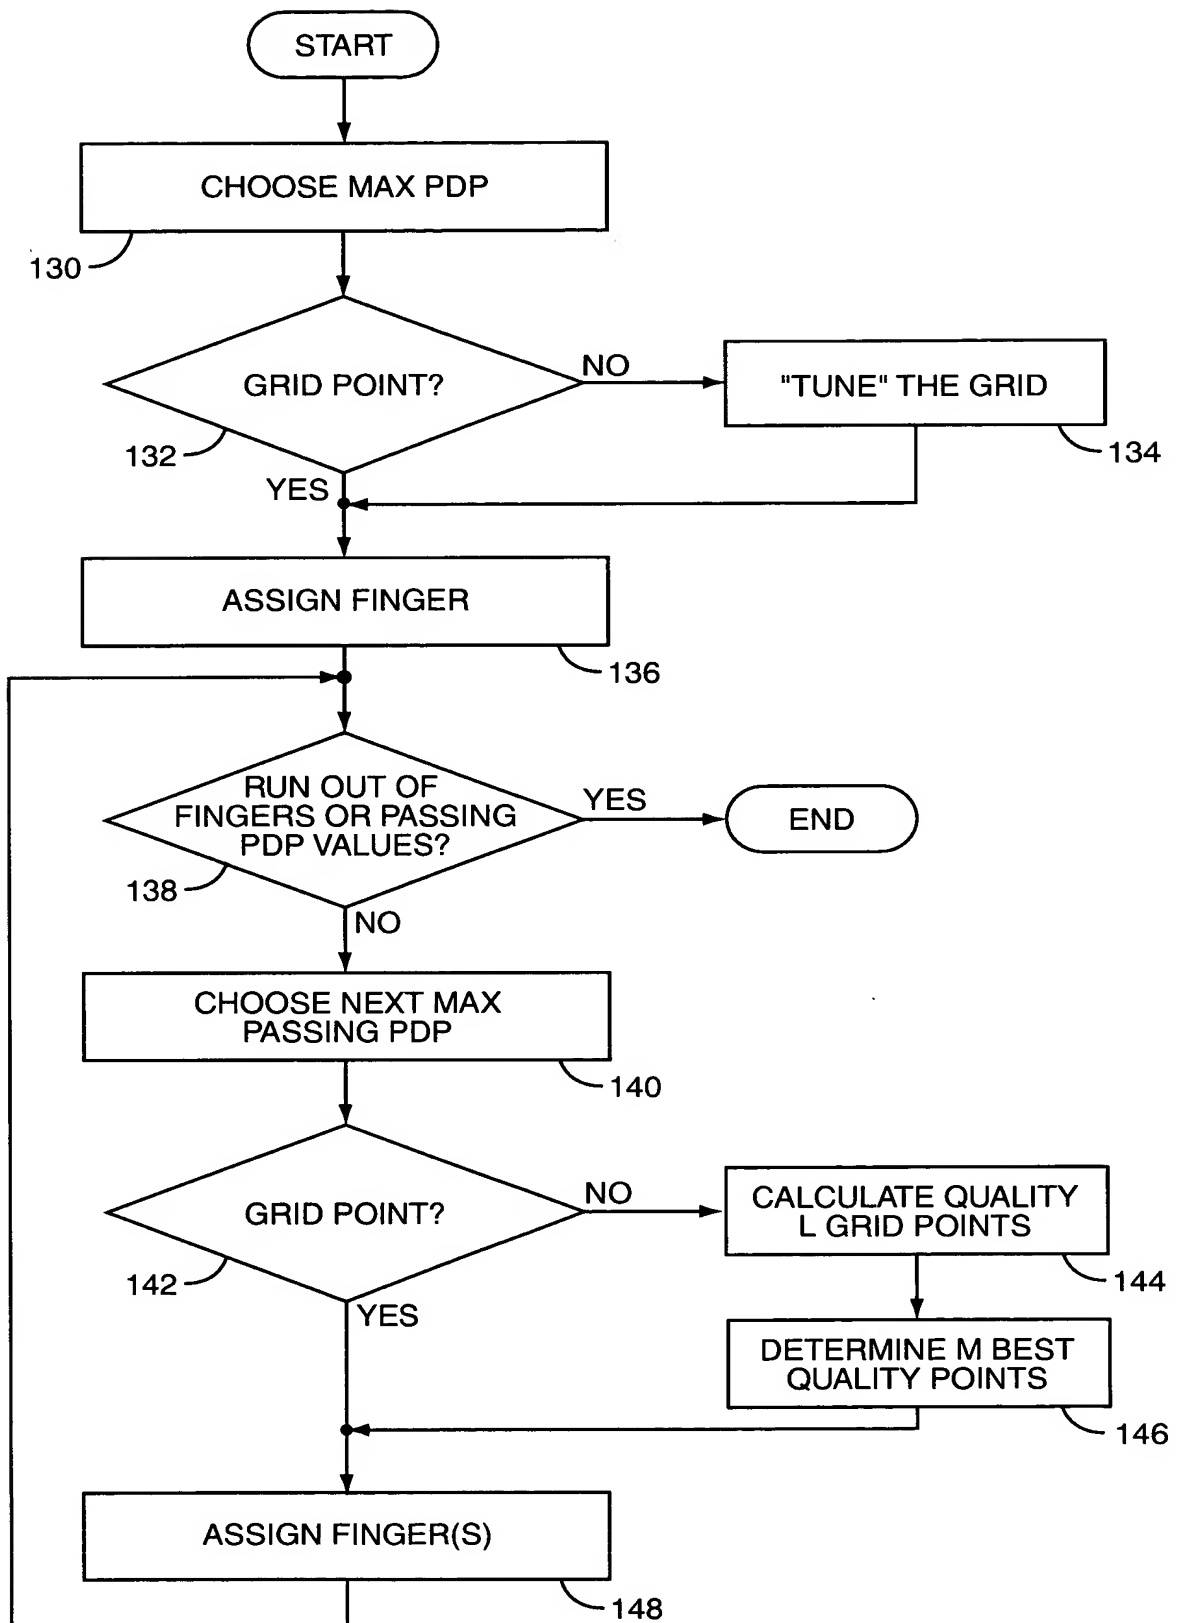 START
CHOOSE MAX PDP
130
GRID POINT?
NO
"TUNE" THE GRID
132
134
YES
ASSIGN FINGER
136
RUN OUT OF
FINGERS OR PASSING
PDP VALUES?
YES
END
138
NO
CHOOSE NEXT MAX
PASSING PDP
140
GRID POINT?
NO
CALCULATE QUALITY
L GRID POINTS
142
144
YES
DETERMINE M BEST
QUALITY POINTS
146
ASSIGN FINGER(S)
148